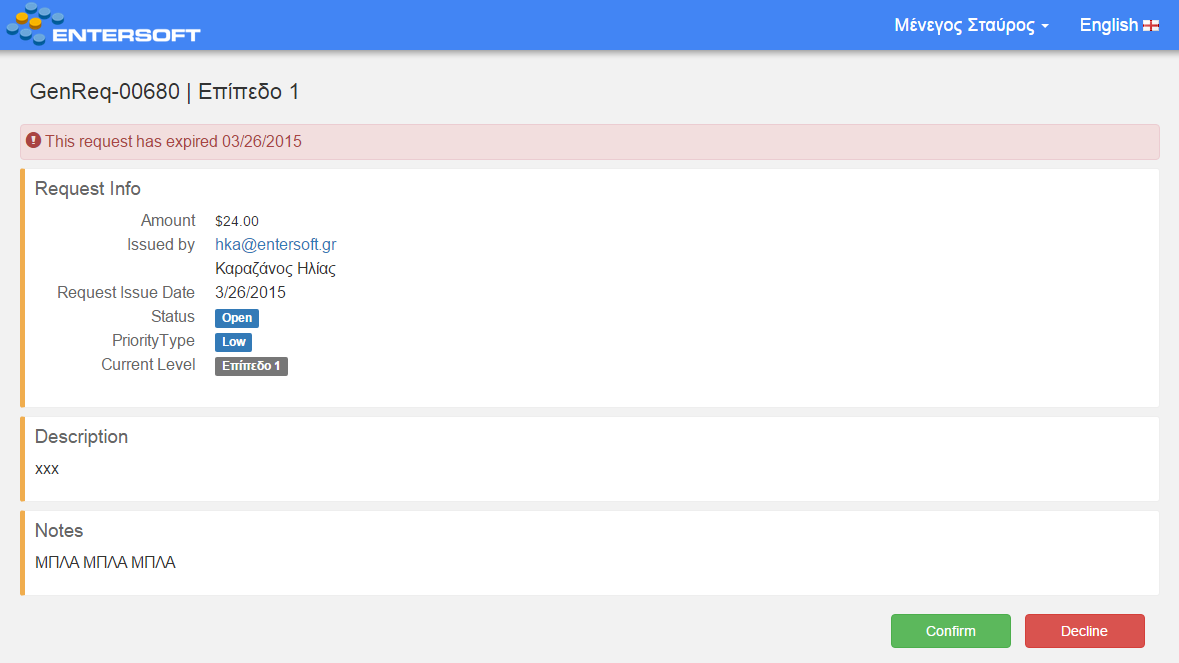 ENTERSOFT
Μένεγος Σταύρος
English
GenReq-00680 | Επίπεδο 1
This request has expired 03/26/2015
Request Info
Amount $24.00
Issued by hka@entersoft.gr
Καραζάνος Ηλίας
Request Issue Date 3/26/2015
Status Open
PriorityType Low
Current Level Επίπεδο 1
Description
xxx
Notes
ΜΠΛΑ ΜΠΛΑ ΜΠΛΑ
Confirm Decline